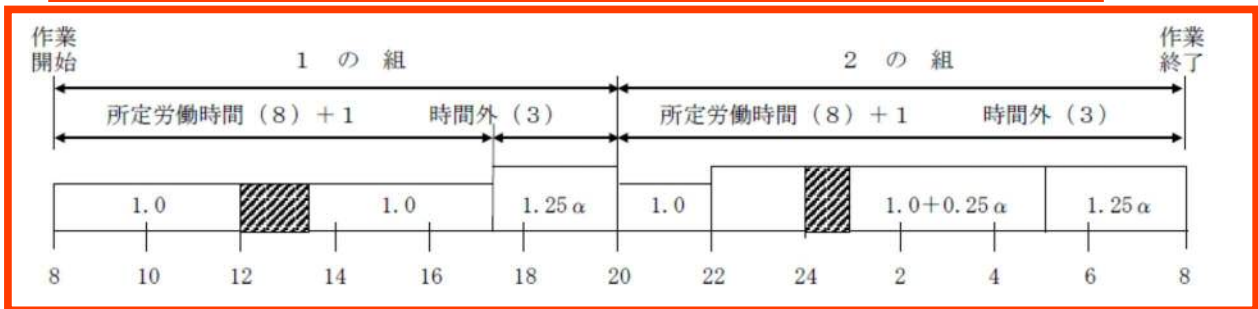 作業
開始
1 の 組
2 の 組
作業
終了
所定労働時間(8)+1 時間外(3)
所定労働時間(8)+1 時間外(3)
1.0 1.0 1.25α 1.0 1.0+0.25α 1.25α
8 10 12 14 16 18 20 22 24 2 4 6 8